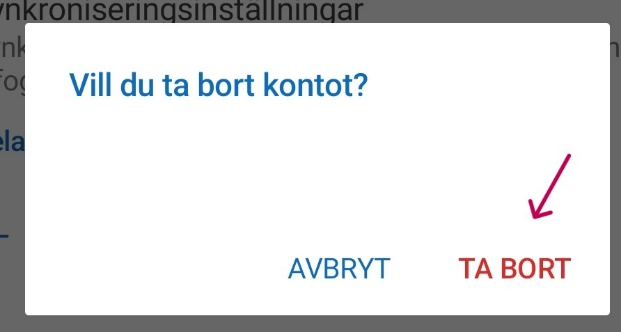 ynkroniseringsinställningar
Vill du ta bort kontot?
AVBRYT
TA BORT